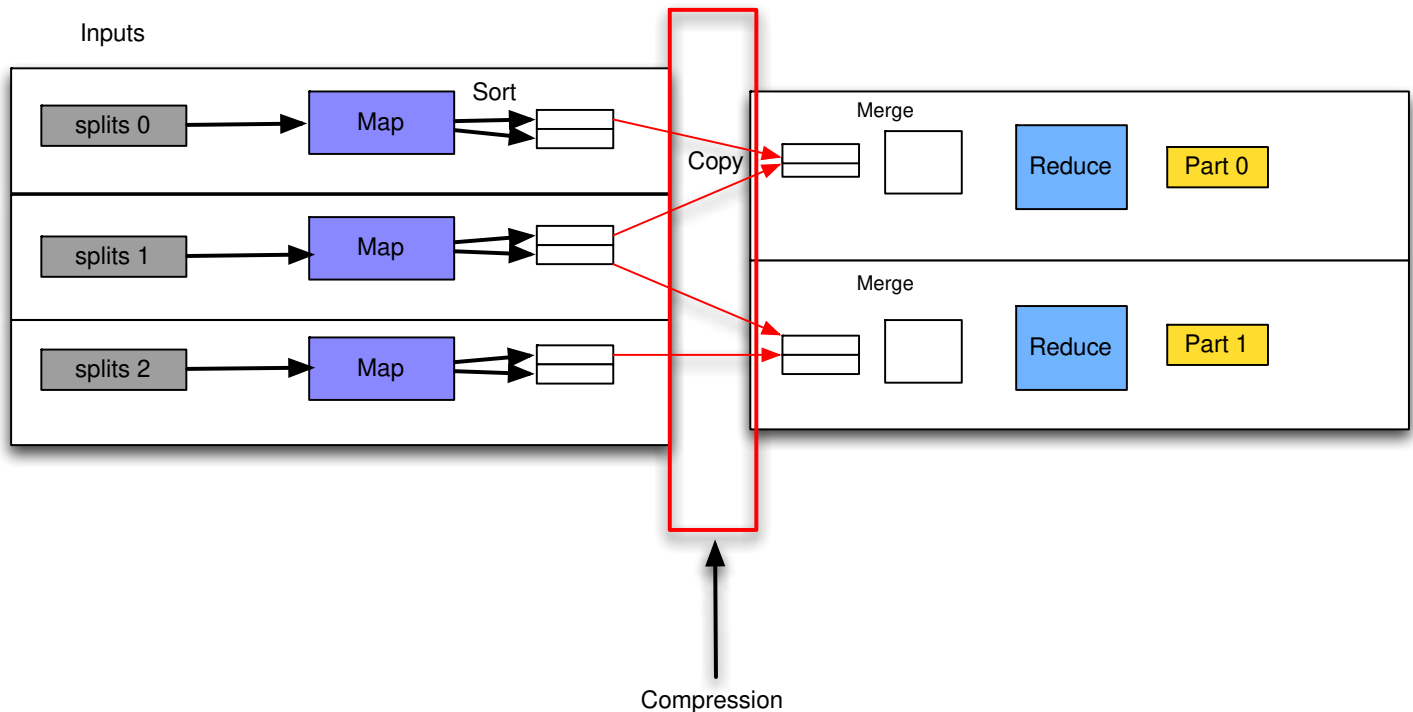 Inputs
splits 0
Map
Sort
splits 1
Map
splits 2
Map
Copy
Merge
Reduce
Part 0
Merge
Reduce
Part 1
Compression